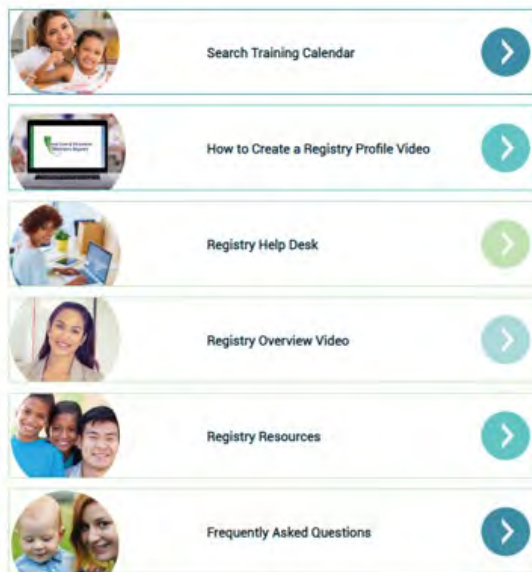 Search Training Calendar
How to Create a Registry Profile Video
Registry Help Desk
Registry Overview Video
Registry Resources
Frequently Asked Questions